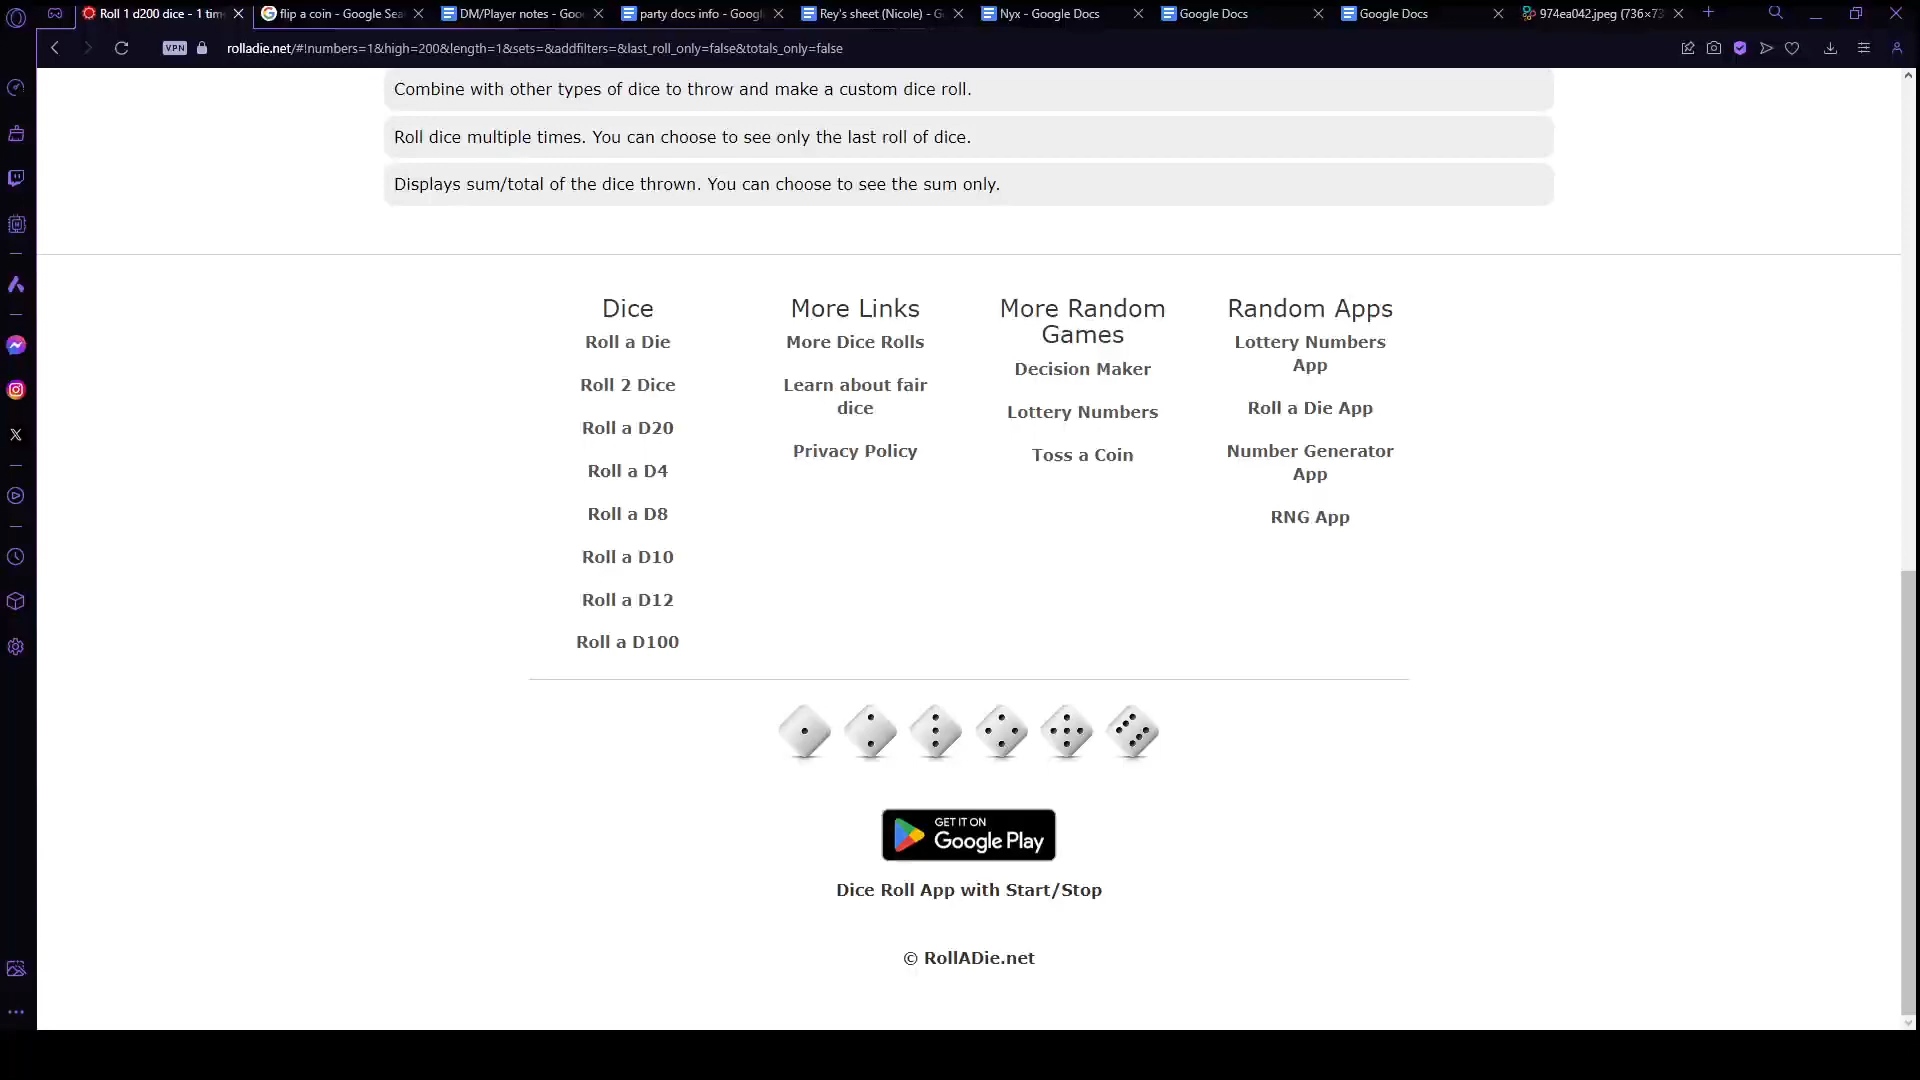 Roll 1 d200 dice - 1 tim
flip a coin - Google Sea
DM/Player notes - Goo
party docs info - Googl
Rey's sheet (Nicole) - G
Nyx - Google Docs
Google Docs
Google Docs
974ea042.jpeg (736×73
VPN
rolladie.net/#!numbers=1&high=200&length=1&sets=&addfilters=&last_roll_only=false&totals_only=false
Combine with other types of dice to throw and make a custom dice roll.
Roll dice multiple times. You can choose to see only the last roll of dice.
Displays sum/total of the dice thrown. You can choose to see the sum only.
Dice
Roll a Die
Roll 2 Dice
Roll a D20
Roll a D4
Roll a D8
Roll a D10
Roll a D12
Roll a D100
More Links
More Dice Rolls
Learn about fair
dice
Privacy Policy
More Random
Games
Decision Maker
Lottery Numbers
Toss a Coin
Random Apps
Lottery Numbers
App
Roll a Die App
Number Generator
App
RNG App
GET IT ON
Google Play
Dice Roll App with Start/Stop
© RollADie.net